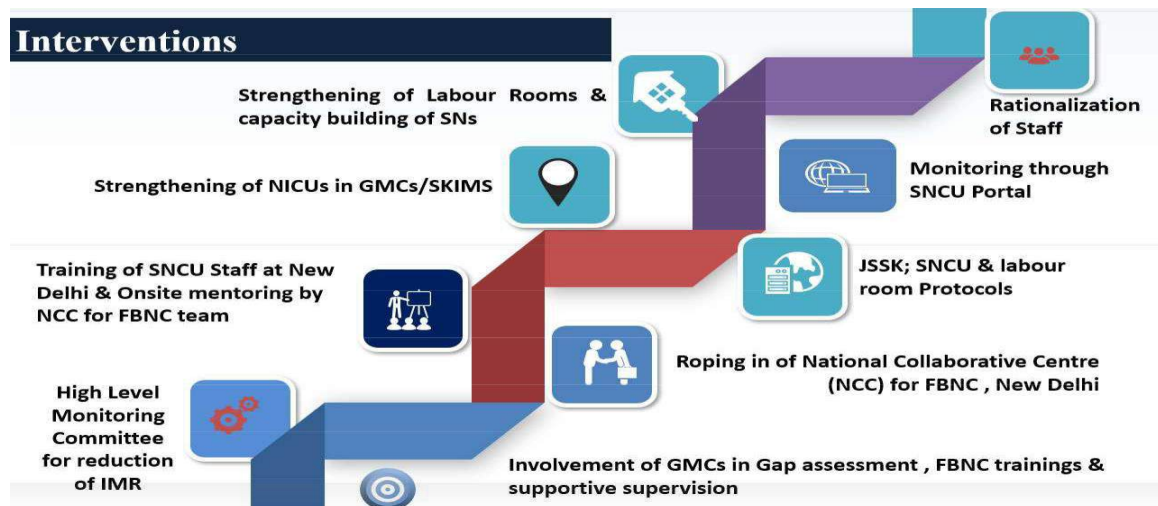 Interventions
Strengthening of Labour Rooms &
capacity building of SNs
Rationalization
of Staff
Strengthening of NICUs in GMCs/SKIMS
Monitoring through
SNCU Portal
Training of SNCU Staff at New
Delhi & Onsite mentoring by
NCC for FBNC team
JSSK; SNCU & labour
room Protocols
High Level
Monitoring
Committee
for reduction
of IMR
Roping in of National Collaborative Centre
(NCC) for FBNC , New Delhi
Involvement of GMCs in Gap assessment , FBNC trainings &
supportive supervision